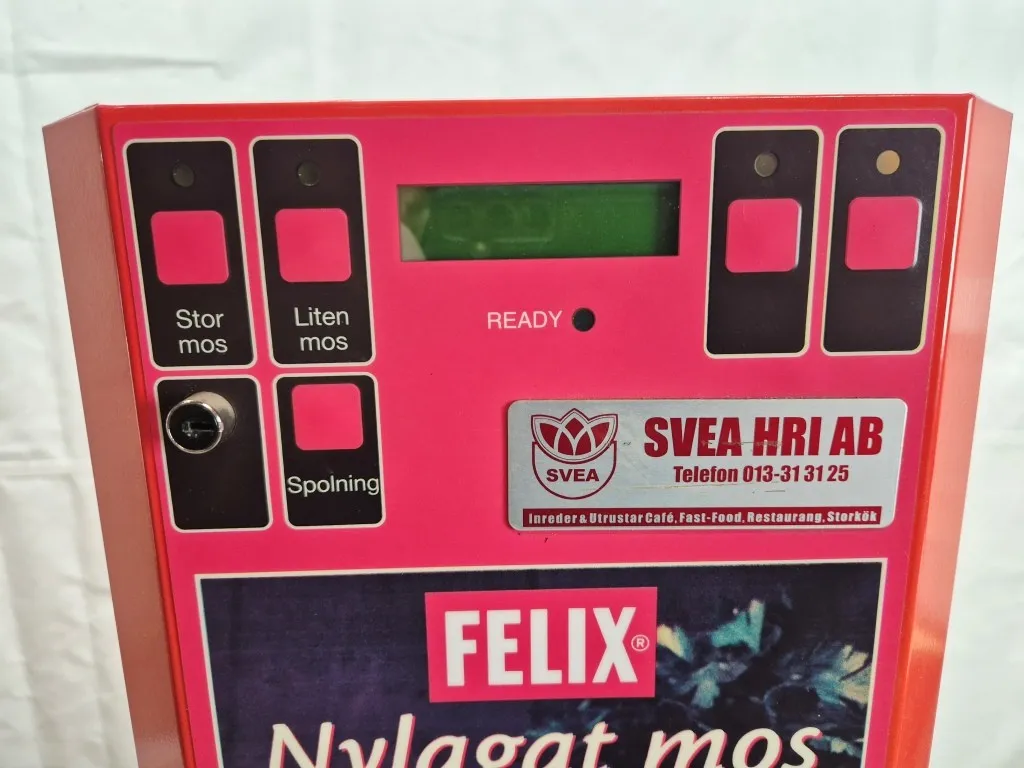 Stor
mos
Liten
mos
READY
Spolning
SVEA
SVEA HRI AB
Telefon 013-31 31 25
Inreder & Utrustar Café, Fast-Food, Restaurang, Storkök
FELIX®
Nylagat mos